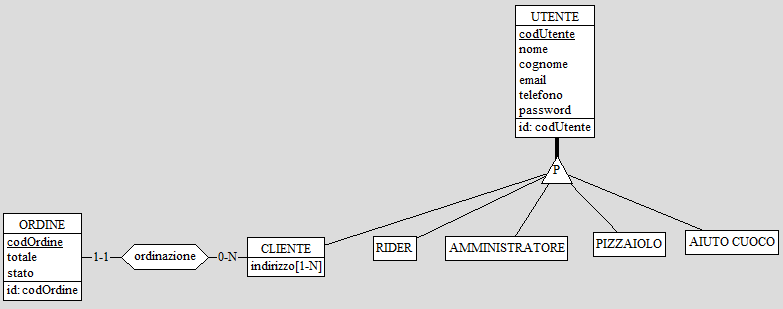 UTENTE
codUtente
nome
cognome
email
telefono
password
id: codUtente
P
ORDINE
codOrdine
totale
stato
id: codOrdine
1-1
ordinazione
0-N
CLIENTE
indirizzo[1-N]
RIDER
AMMINISTRATORE
PIZZAIOLO
AIUTO CUOCO